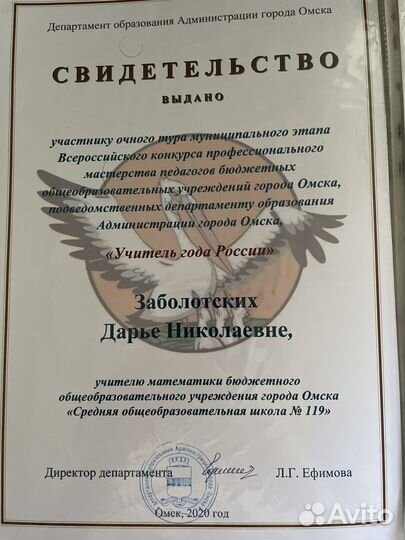 Департамент образования Администрации города Омска
СВИДЕТЕЛЬСТВО
ВЫДАНО
участнику очного тура муниципального этапа
Всероссийского конкурса профессионального
мастерства педагогов бюджетных
общеобразовательных учреждений города Омска,
подведомственных департаменту образования
Администрации города Омска,
«Учитель года России»
Заболотских
Дарье Николаевне,
учителю математики бюджетного
общеобразовательного учреждения города Омска
«Средняя общеобразовательная школа № 119»
Директор департамента Л.Г. Ефимова
Омск, 2020 год
Avito